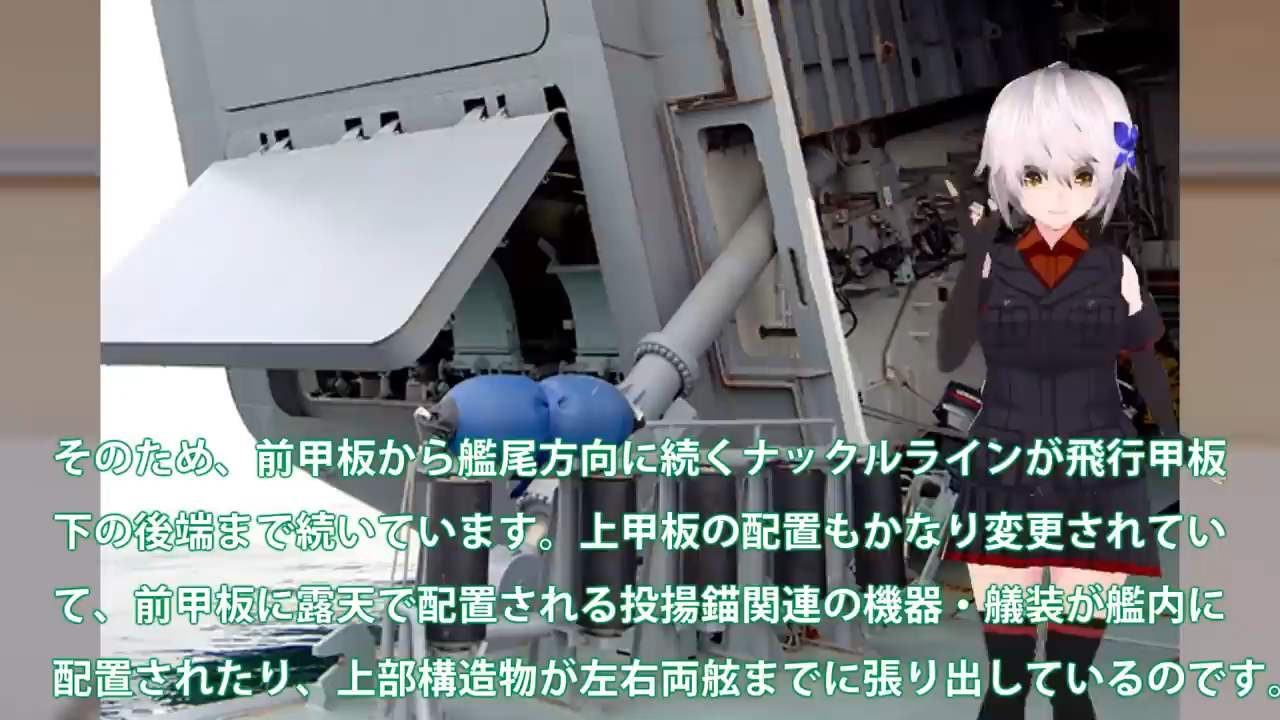 そのため、前甲板から艦尾方向に続くナックルラインが飛行甲板
下の後端まで続いています。上甲板の配置もかなり変更されてい
て、前甲板に露天で配置される投揚錨関連の機器・艤装が艦内に
配置されたり、上部構造物が左右両舷までに張り出しているのです。